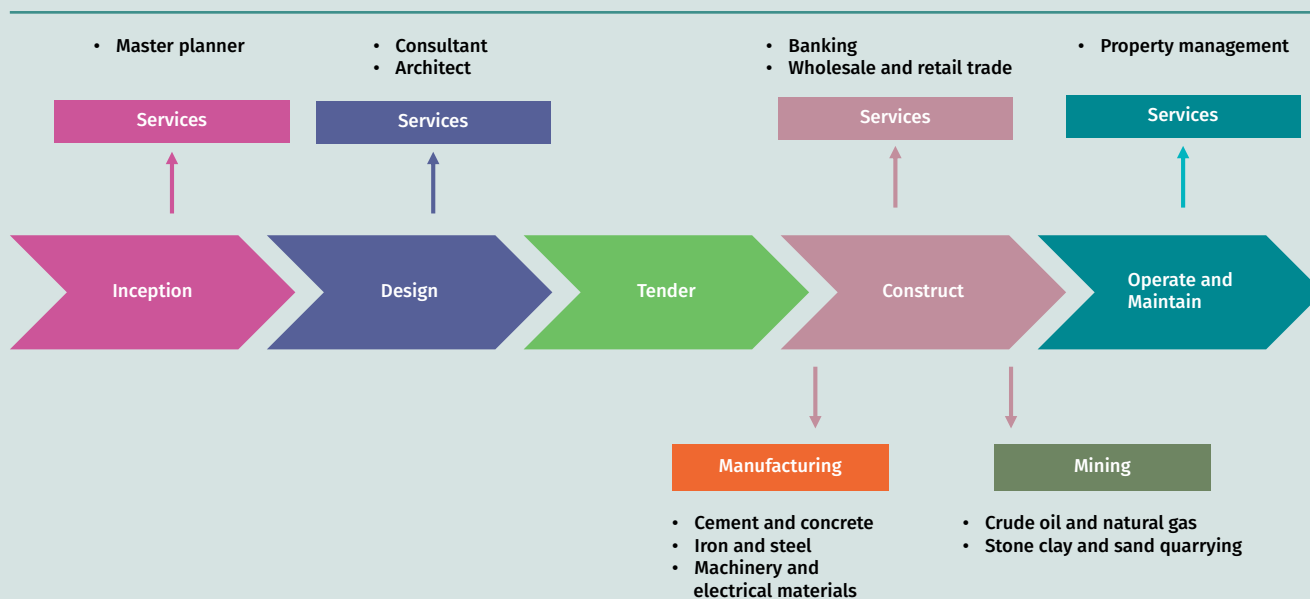 • Master planner
• Consultant
• Architect
• Banking
• Wholesale and retail trade
• Property management
Services
Services
Services
Services
Inception
Design
Tender
Construct
Operate and
Maintain
Manufacturing
Mining
• Cement and concrete
• Iron and steel
• Machinery and
electrical materials
• Crude oil and natural gas
• Stone clay and sand quarrying